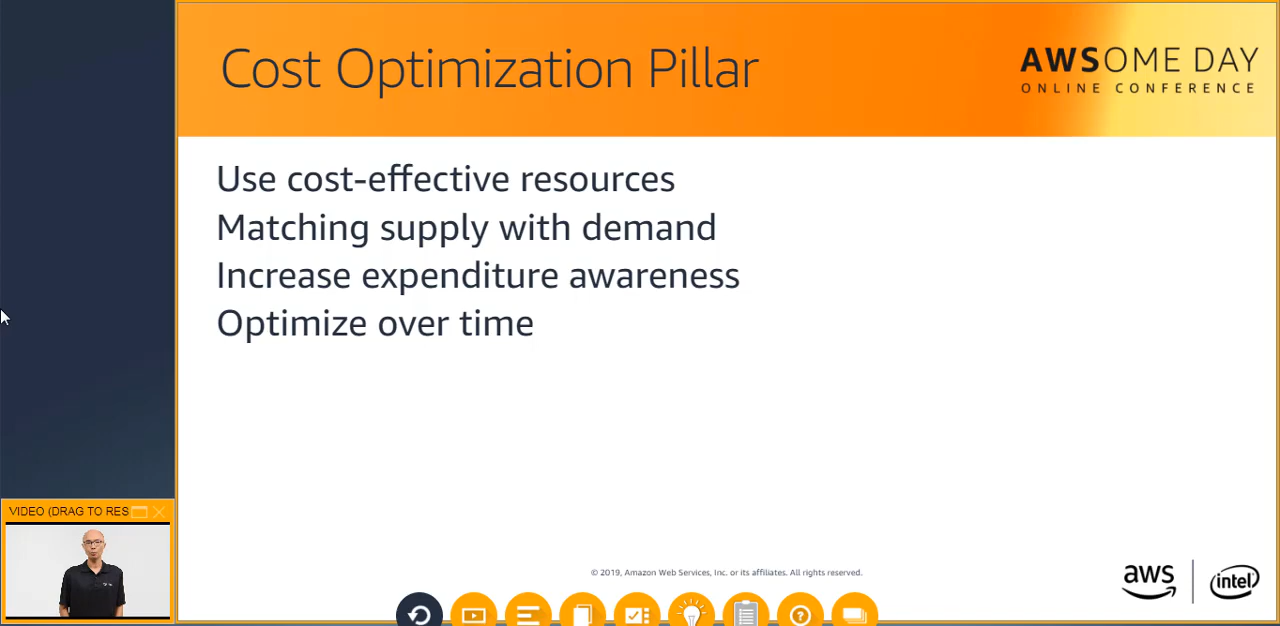 Cost Optimization Pillar
AWSOME DAY
ONLINE CONFERENCE
Use cost-effective resources
Matching supply with demand
Increase expenditure awareness
Optimize over time
VIDEO (DRAG TO RES
© 2019, Amazon Web Services, Inc. or its affiliates. All rights reserved.
aws
intel